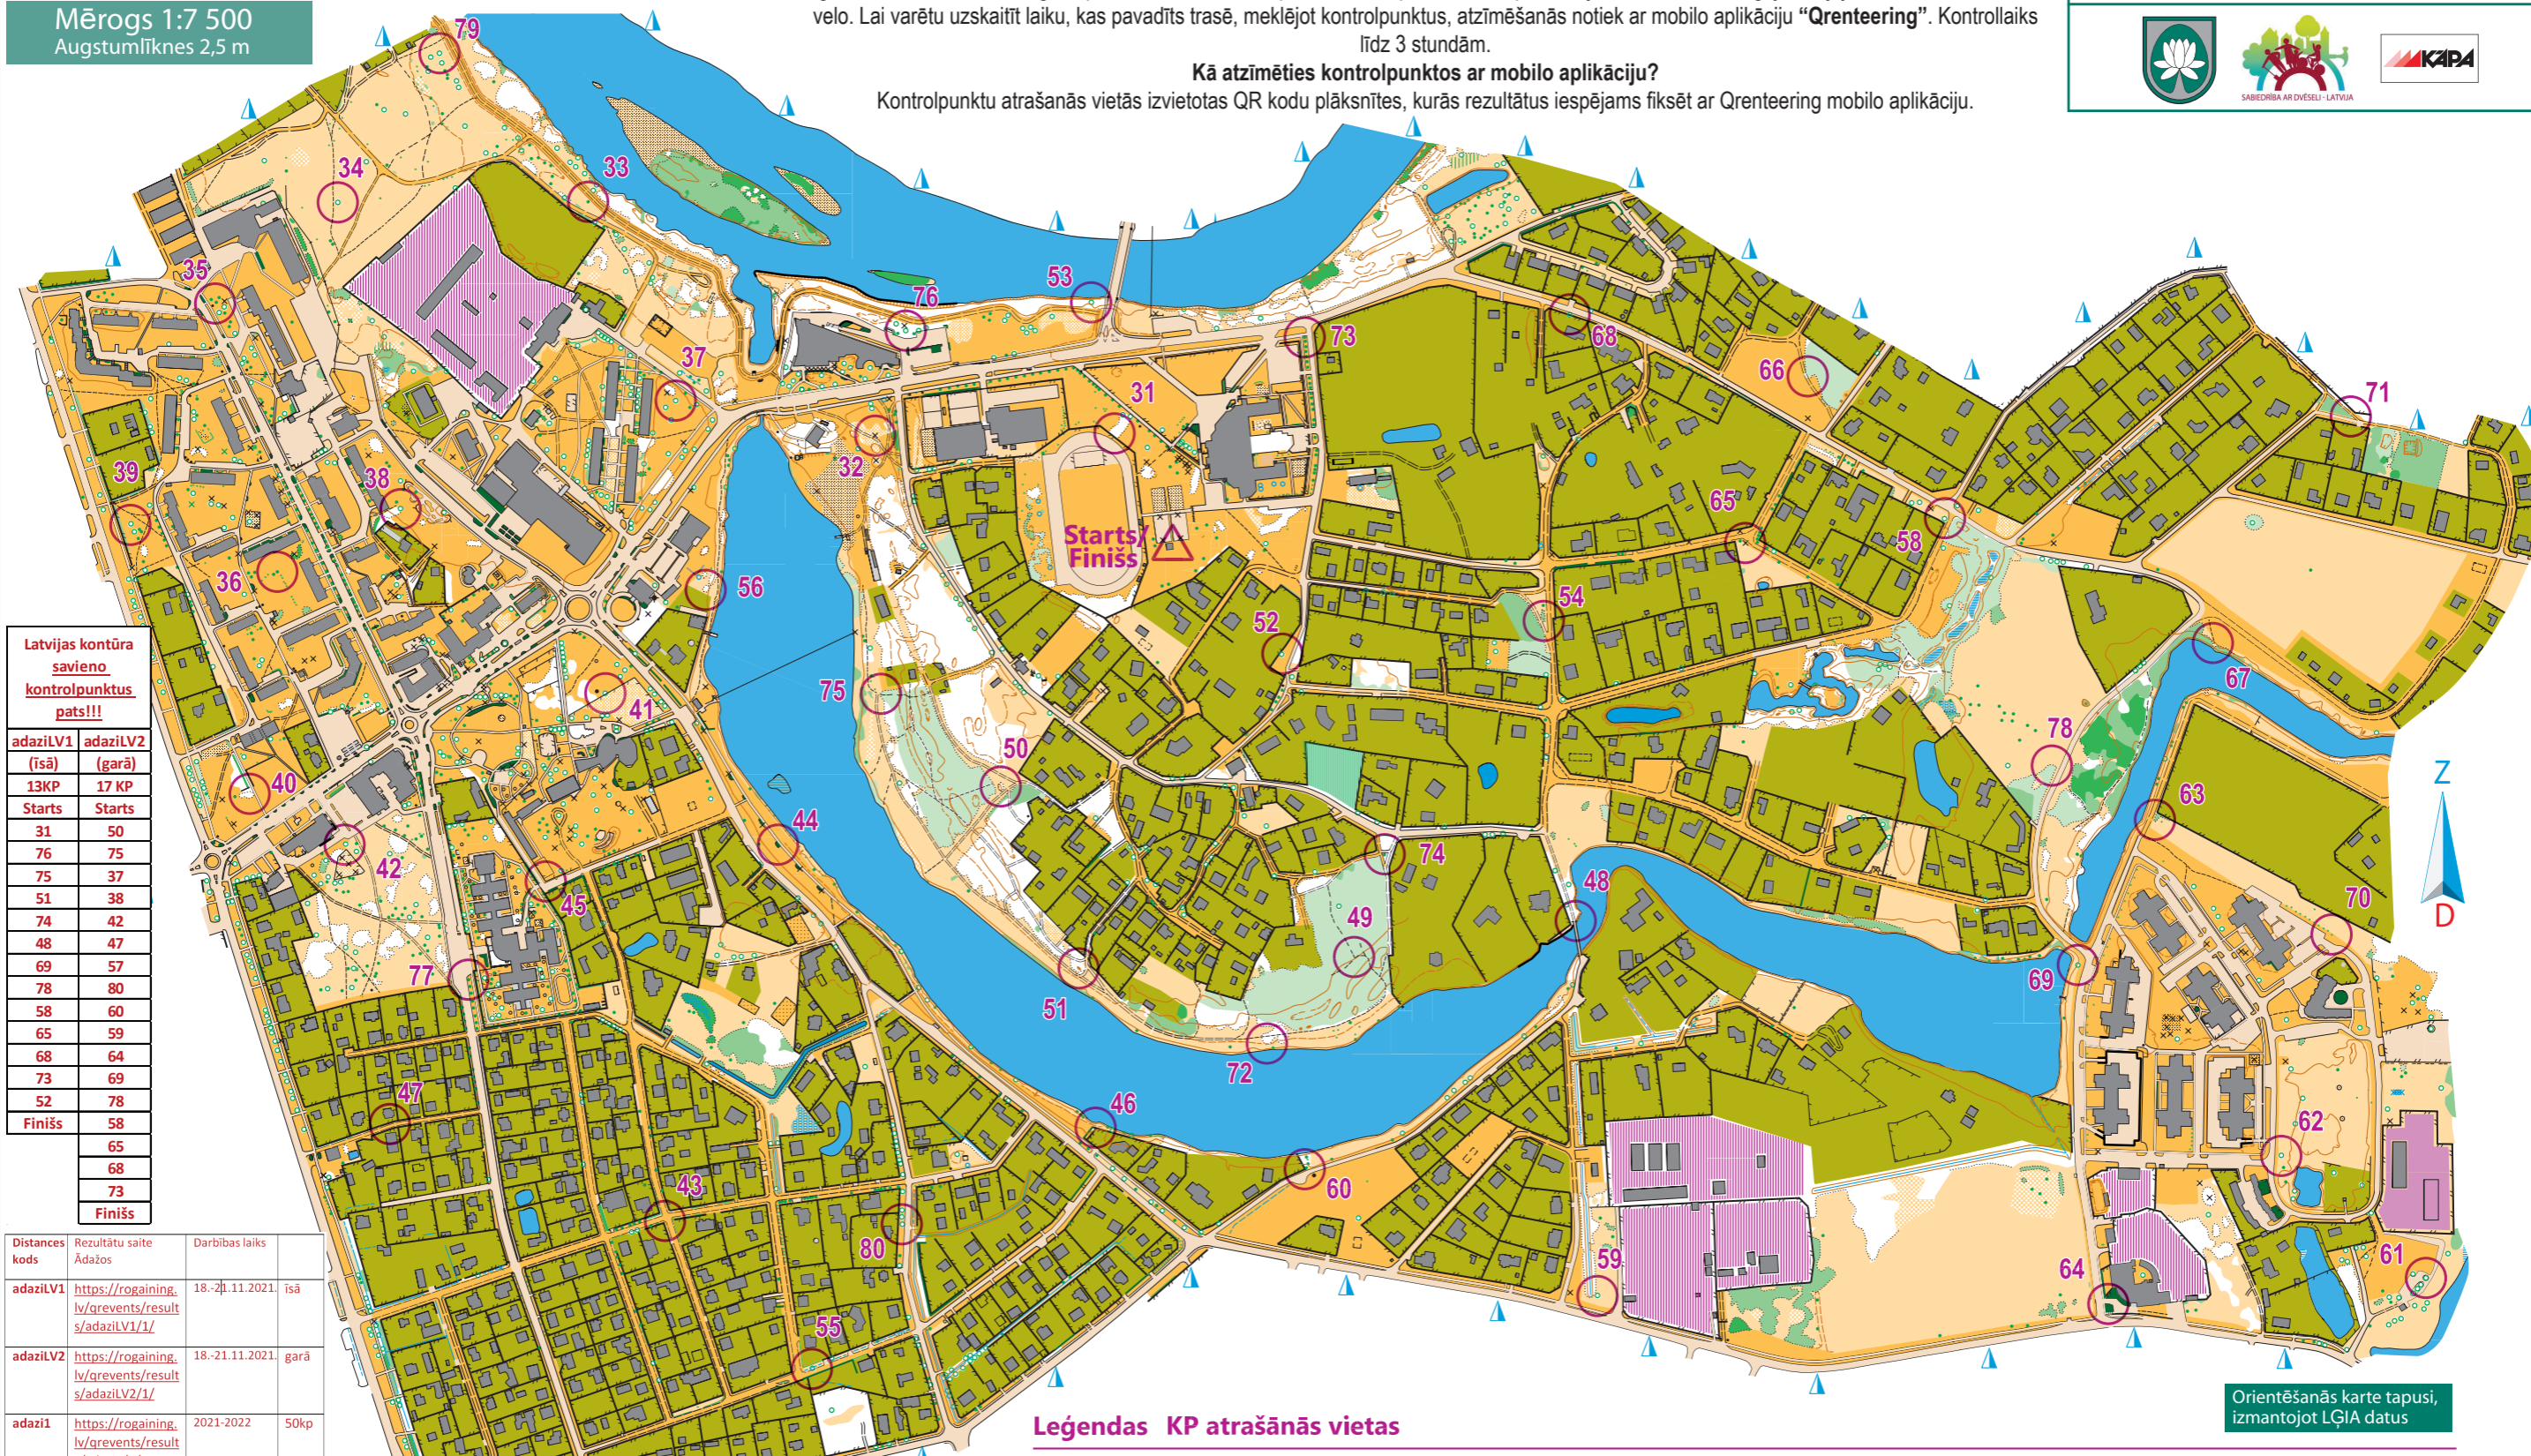 Mērogs 1:7 500
Augstumlīknes 2,5 m
velo. Lai varētu uzskaitīt laiku, kas pavadīts trasē, meklējot kontrolpunktus, atzīmēšanās notiek ar mobilo aplikāciju “Qrenteering”. Kontrollaiks
līdz 3 stundām.
Kā atzīmēties kontrolpunktos ar mobilo aplikāciju?
Kontrolpunktu atrašanās vietās izvietotas QR kodu plāksnītes, kurās rezultātus iespējams fiksēt ar Qrenteering mobilo aplikāciju.
SABIEDRĪBA AR DVĒSELI - LATVIJA
KĀPA
79
34
33
35
53
76
73
68
37
66
31
71
32
39
38
65
58
Starts/
Finišs
36
56
54
52
67
75
41
50
78
40
63
44
42
74
48
45
70
49
77
69
51
72
47
46
62
43
60
80
59
61
64
55
Z
D
Latvijas kontūra
savieno
kontrolpunktus
pats!!!
adaziLV1 adaziLV2
(īsā) (garā)
13KP 17 KP
Starts Starts
31 50
76 75
75 37
51 38
74 42
48 47
69 57
78 80
58 60
65 59
68 64
73 69
52 78
Finišs 58
65
68
73
Finišs
Distances Rezultātu saite Darbības laiks
kods Ādažos
adaziLV1 https://rogaining. 18.-21.11.2021. īsā
lv/qrevents/result
s/adaziLV1/1/
adaziLV2 https://rogaining. 18.-21.11.2021. garā
lv/qrevents/result
s/adaziLV2/1/
adazi1 https://rogaining. 2021-2022 50kp
lv/qrevents/result
Leģendas KP atrašānās vietas
Orientēšanās karte tapusi,
izmantojot LĢIA datus